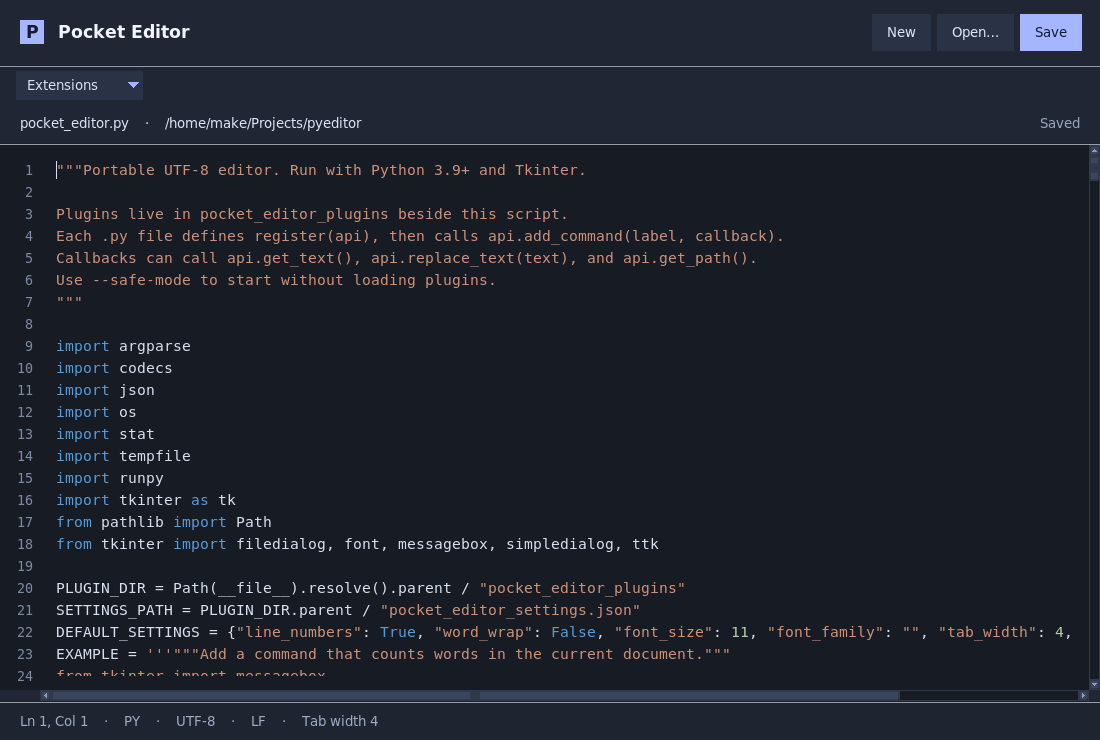 P Pocket Editor New Open... Save
Extensions
pocket_editor.py · /home/make/Projects/pyeditor Saved
1 """Portable UTF-8 editor. Run with Python 3.9+ and Tkinter.
2
3 Plugins live in pocket_editor_plugins beside this script.
4 Each .py file defines register(api), then calls api.add_command(label, callback).
5 Callbacks can call api.get_text(), api.replace_text(text), and api.get_path().
6 Use --safe-mode to start without loading plugins.
7 """
8
9 import argparse
10 import codecs
11 import json
12 import os
13 import stat
14 import tempfile
15 import runpy
16 import tkinter as tk
17 from pathlib import Path
18 from tkinter import filedialog, font, messagebox, simpledialog, ttk
19
20 PLUGIN_DIR = Path(__file__).resolve().parent / "pocket_editor_plugins"
21 SETTINGS_PATH = PLUGIN_DIR.parent / "pocket_editor_settings.json"
22 DEFAULT_SETTINGS = {"line_numbers": True, "word_wrap": False, "font_size": 11, "font_family": "", "tab_width": 4,
23 EXAMPLE = '''"""Add a command that counts words in the current document."""
24 from tkinter import messagebox
Ln 1, Col 1 · PY · UTF-8 · LF · Tab width 4